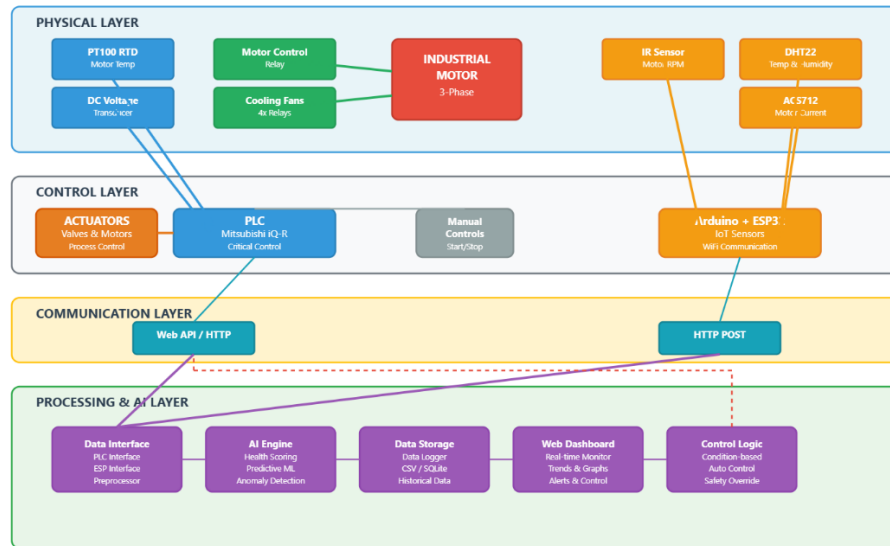 PHYSICAL LAYER
PT100 RTD
Motor Temp
Motor Control
Relay
INDUSTRIAL
MOTOR
3-Phase
IR Sensor
Motor RPM
DHT22
Temp & Humidity
DC Voltage
Transducer
Cooling Fans
4x Relays
ACS712
Motor Current
CONTROL LAYER
ACTUATORS
Valves & Motors
Process Control
PLC
Mitsubishi iQ-R
Critical Control
Manual
Controls
Start/Stop
Arduino + ESP32
IoT Sensors
WiFi Communication
COMMUNICATION LAYER
Web API / HTTP
HTTP POST
PROCESSING & AI LAYER
Data Interface
PLC Interface
ESP Interface
Preprocessor
AI Engine
Health Scoring
Predictive ML
Anomaly Detection
Data Storage
Data Logger
CSV / SQLite
Historical Data
Web Dashboard
Real-time Monitor
Trends & Graphs
Alerts & Control
Control Logic
Condition-based
Auto Control
Safety Override